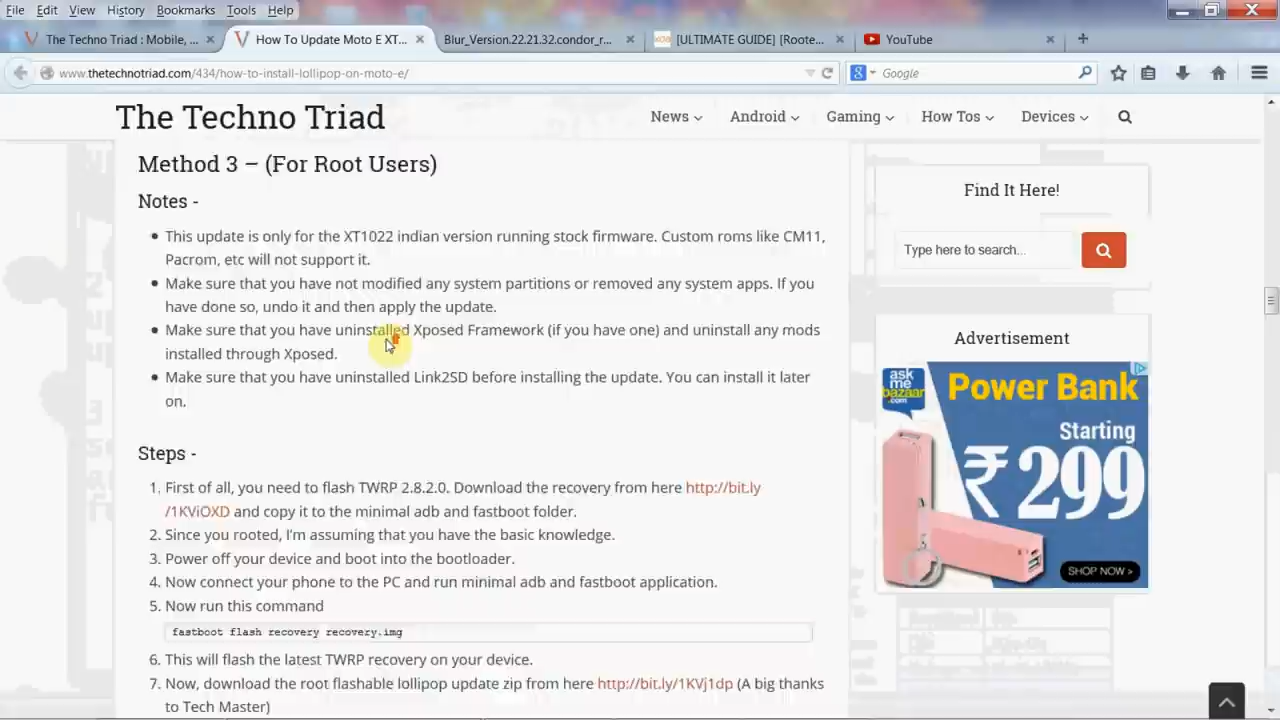 File Edit View History Bookmarks Tools Help
The Techno Triad : Mobile, ... × How To Update Moto E XT... × Blur_Version.22.21.32.condor_r... × [ULTIMATE GUIDE] [Roote... × YouTube × +
www.thetechnotriad.com/434/how-to-install-lollipop-on-moto-e/ Google
The Techno Triad
News Android Gaming How Tos Devices
Method 3 – (For Root Users)
Notes -
• This update is only for the XT1022 indian version running stock firmware. Custom roms like CM11,
Pacrom, etc will not support it.
• Make sure that you have not modified any system partitions or removed any system apps. If you
have done so, undo it and then apply the update.
• Make sure that you have uninstalled Xposed Framework (if you have one) and uninstall any mods
installed through Xposed.
• Make sure that you have uninstalled Link2SD before installing the update. You can install it later
on.
Steps -
1. First of all, you need to flash TWRP 2.8.2.0. Download the recovery from here http://bit.ly
/1KViOXD and copy it to the minimal adb and fastboot folder.
2. Since you rooted, I'm assuming that you have the basic knowledge.
3. Power off your device and boot into the bootloader.
4. Now connect your phone to the PC and run minimal adb and fastboot application.
5. Now run this command
fastboot flash recovery recovery.img
6. This will flash the latest TWRP recovery on your device.
7. Now, download the root flashable lollipop update zip from here http://bit.ly/1KVj1dp (A big thanks
to Tech Master)
Find It Here!
Type here to search...
Advertisement
ask
me
bazaar
.com
Power Bank
Starting
₹299
SHOP NOW >